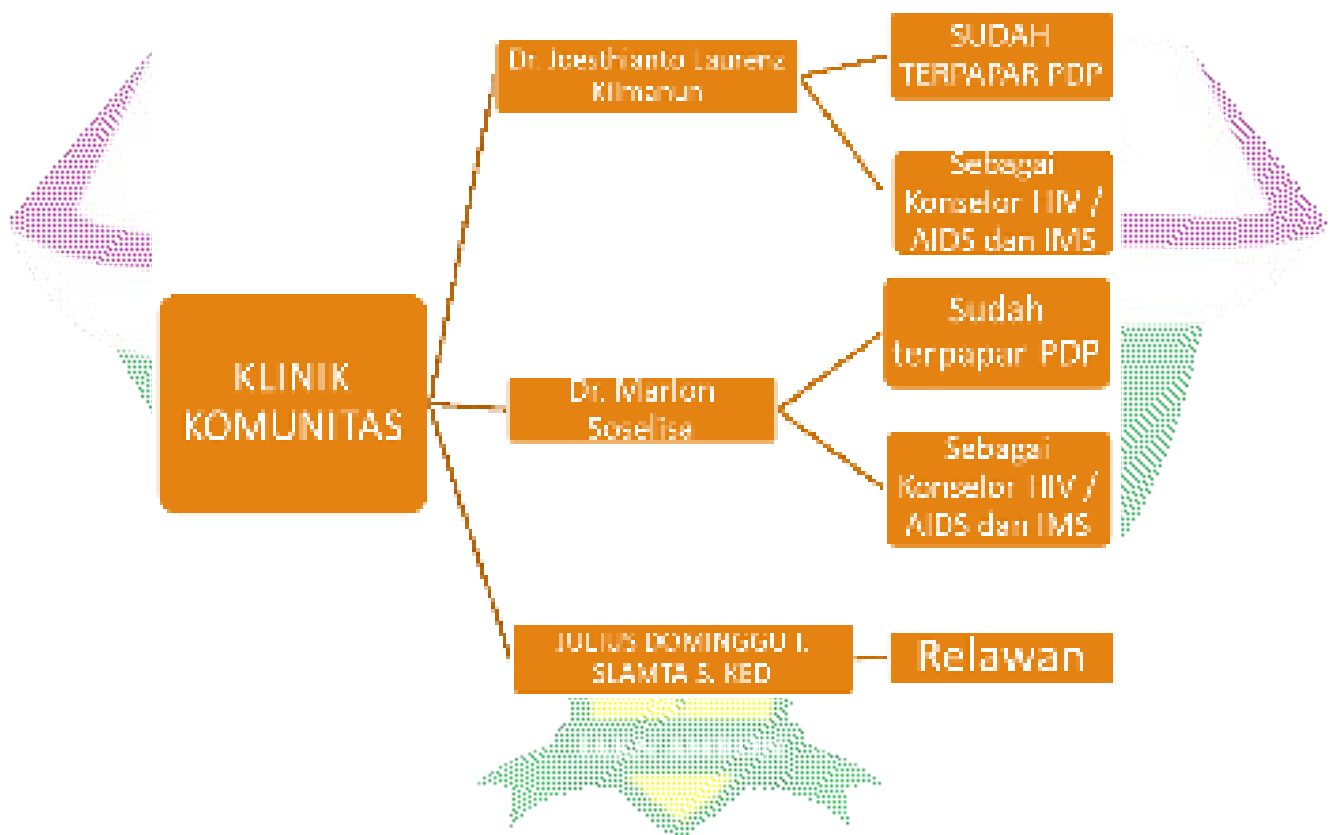 Dr. Joesthianto Laurenz
Kilmanun
SUDAH
TERPAPAR PDP
Sebagai
Konselor HIV /
AIDS dan IMS
KLINIK
KOMUNITAS
Dr. Marlon
Soselisa
Sudah
terpapar PDP
Sebagai
Konselor HIV /
AIDS dan IMS
JULIUS DOMINGGU
SLAMTA S. KED
Relawan